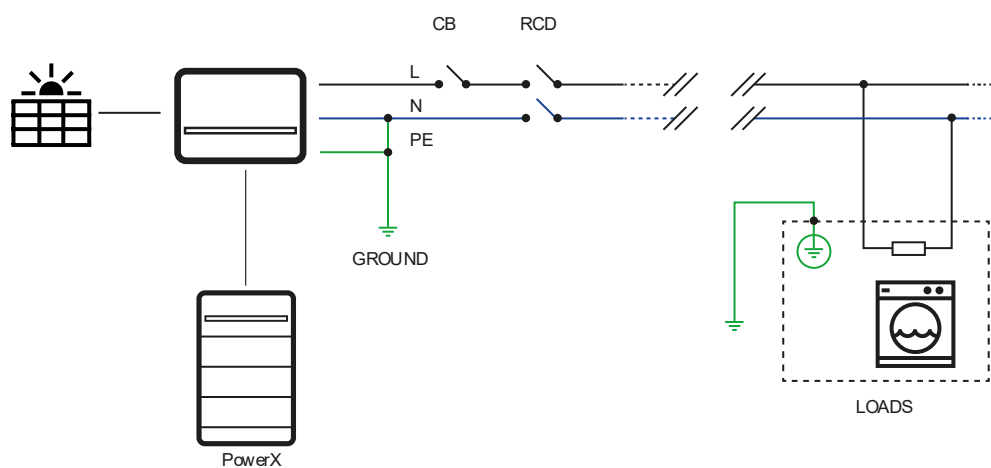 CB
RCD
L
N
PE
GROUND
LOADS
PowerX